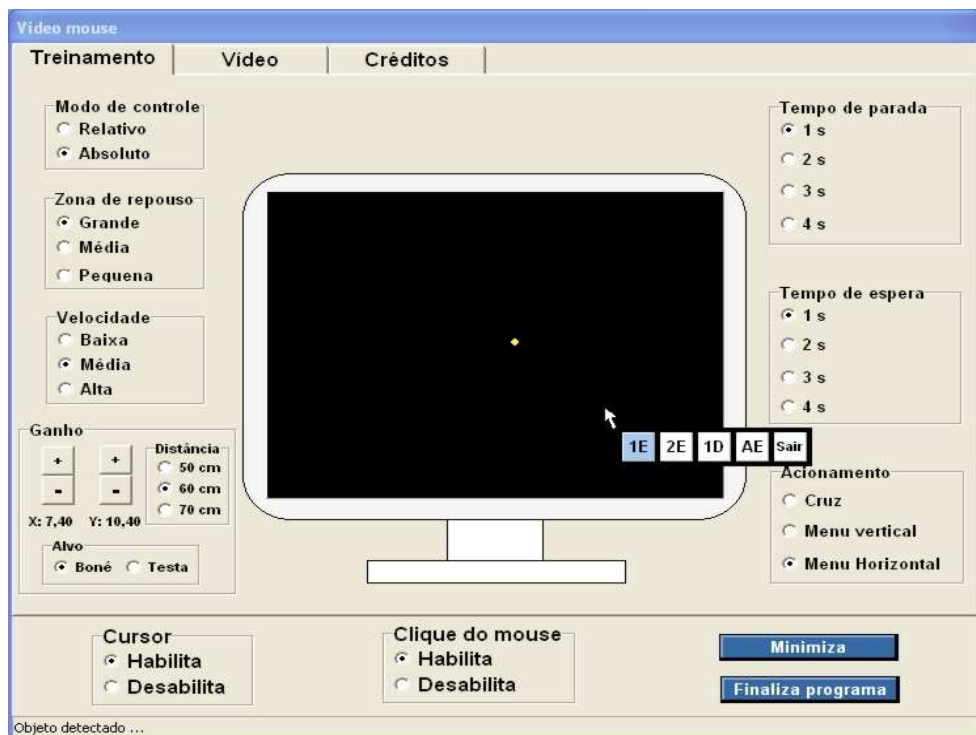 Video mouse
Treinamento
Vídeo
Créditos
Modo de controle
Relativo
Absoluto
Zona de repouso
Grande
Média
Pequena
Velocidade
Baixa
Média
Alta
Ganho
+
+
-
-
X: 7,40 Y: 10,40
Distância
50 cm
60 cm
70 cm
Alvo
Boné Testa
1E 2E 1D AE Sair
Tempo de parada
1 s
2 s
3 s
4 s
Tempo de espera
1 s
2 s
3 s
4 s
Acionamento
Cruz
Menu vertical
Menu Horizontal
Cursor
Habilita
Desabilita
Clique do mouse
Habilita
Desabilita
Minimiza
Finaliza programa
Objeto detectado ...